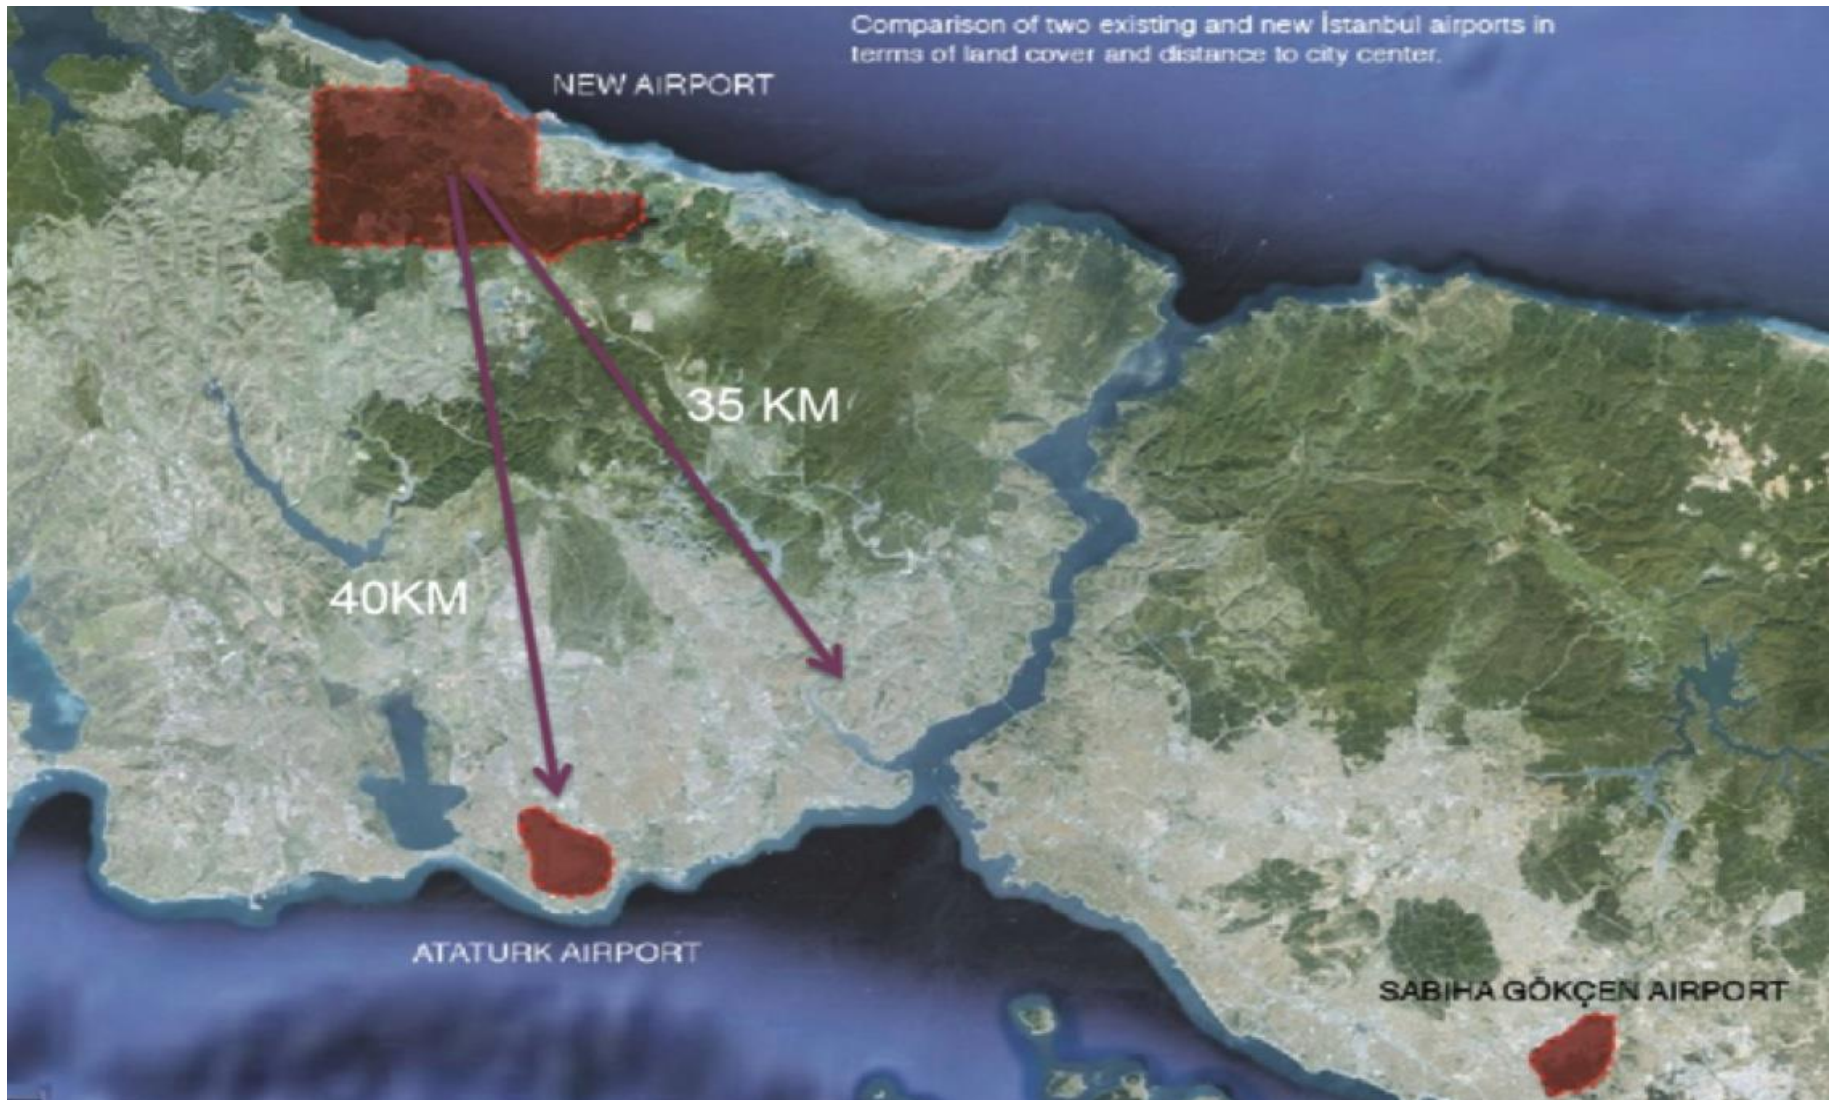 Comparison of two existing and new İstanbul airports in
terms of land cover and distance to city center.
NEW AIRPORT
35 KM
40KM
ATATURK AIRPORT
SABIHA GÖKÇEN AIRPORT